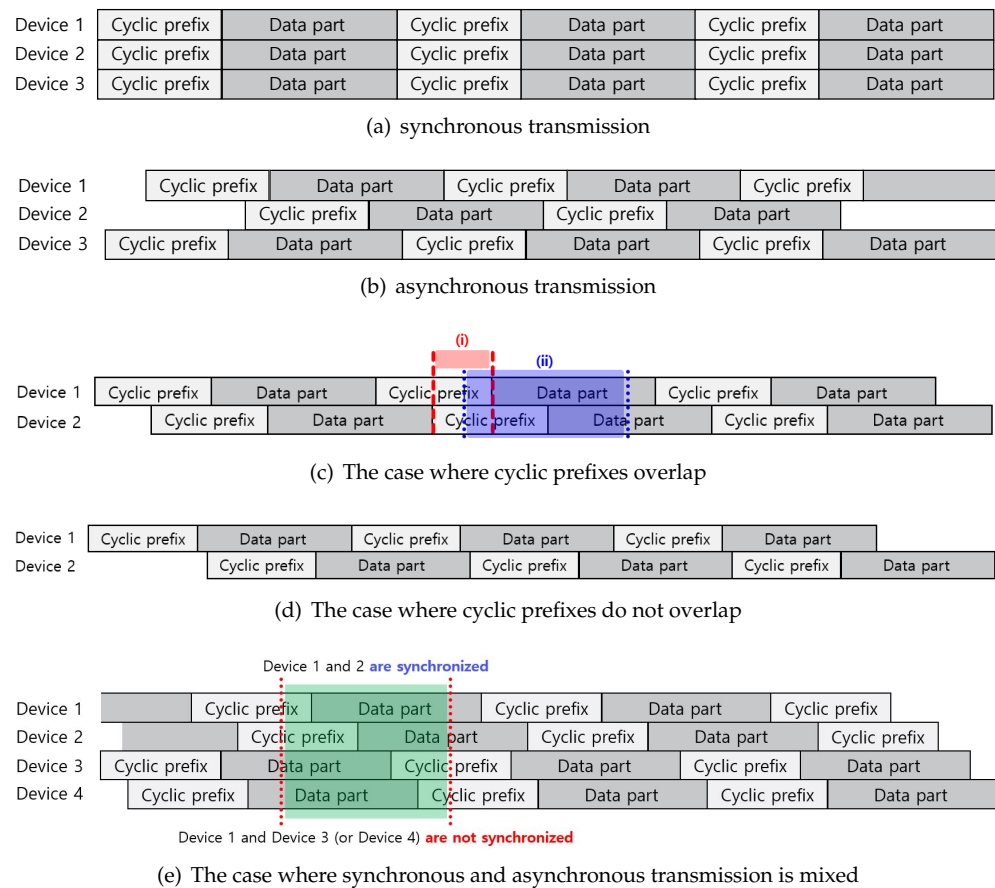 Device 1 Cyclic prefix Data part Cyclic prefix Data part Cyclic prefix Data part
Device 2 Cyclic prefix Data part Cyclic prefix Data part Cyclic prefix Data part
Device 3 Cyclic prefix Data part Cyclic prefix Data part Cyclic prefix Data part
(a) synchronous transmission
Device 1 Cyclic prefix Data part Cyclic prefix Data part Cyclic prefix
Device 2 Cyclic prefix Data part Cyclic prefix Data part
Device 3 Cyclic prefix Data part Cyclic prefix Data part Cyclic prefix Data part
(b) asynchronous transmission
(i)
(ii)
Device 1 Cyclic prefix Data part Cyclic prefix Data part Cyclic prefix Data part
Device 2 Cyclic prefix Data part Cyclic prefix Data part Cyclic prefix Data part
(c) The case where cyclic prefixes overlap
Device 1 Cyclic prefix Data part Cyclic prefix Data part Cyclic prefix Data part
Device 2 Cyclic prefix Data part Cyclic prefix Data part Cyclic prefix Data part
(d) The case where cyclic prefixes do not overlap
Device 1 and 2 are synchronized
Device 1 Cyclic prefix Data part Cyclic prefix Data part Cyclic prefix
Device 2 Cyclic prefix Data part Cyclic prefix Data part Cyclic prefix
Device 3 Cyclic prefix Data part Cyclic prefix Data part Cyclic prefix Data part
Device 4 Cyclic prefix Data part Cyclic prefix Data part Cyclic prefix Data part
Device 1 and Device 3 (or Device 4) are not synchronized
(e) The case where synchronous and asynchronous transmission is mixed